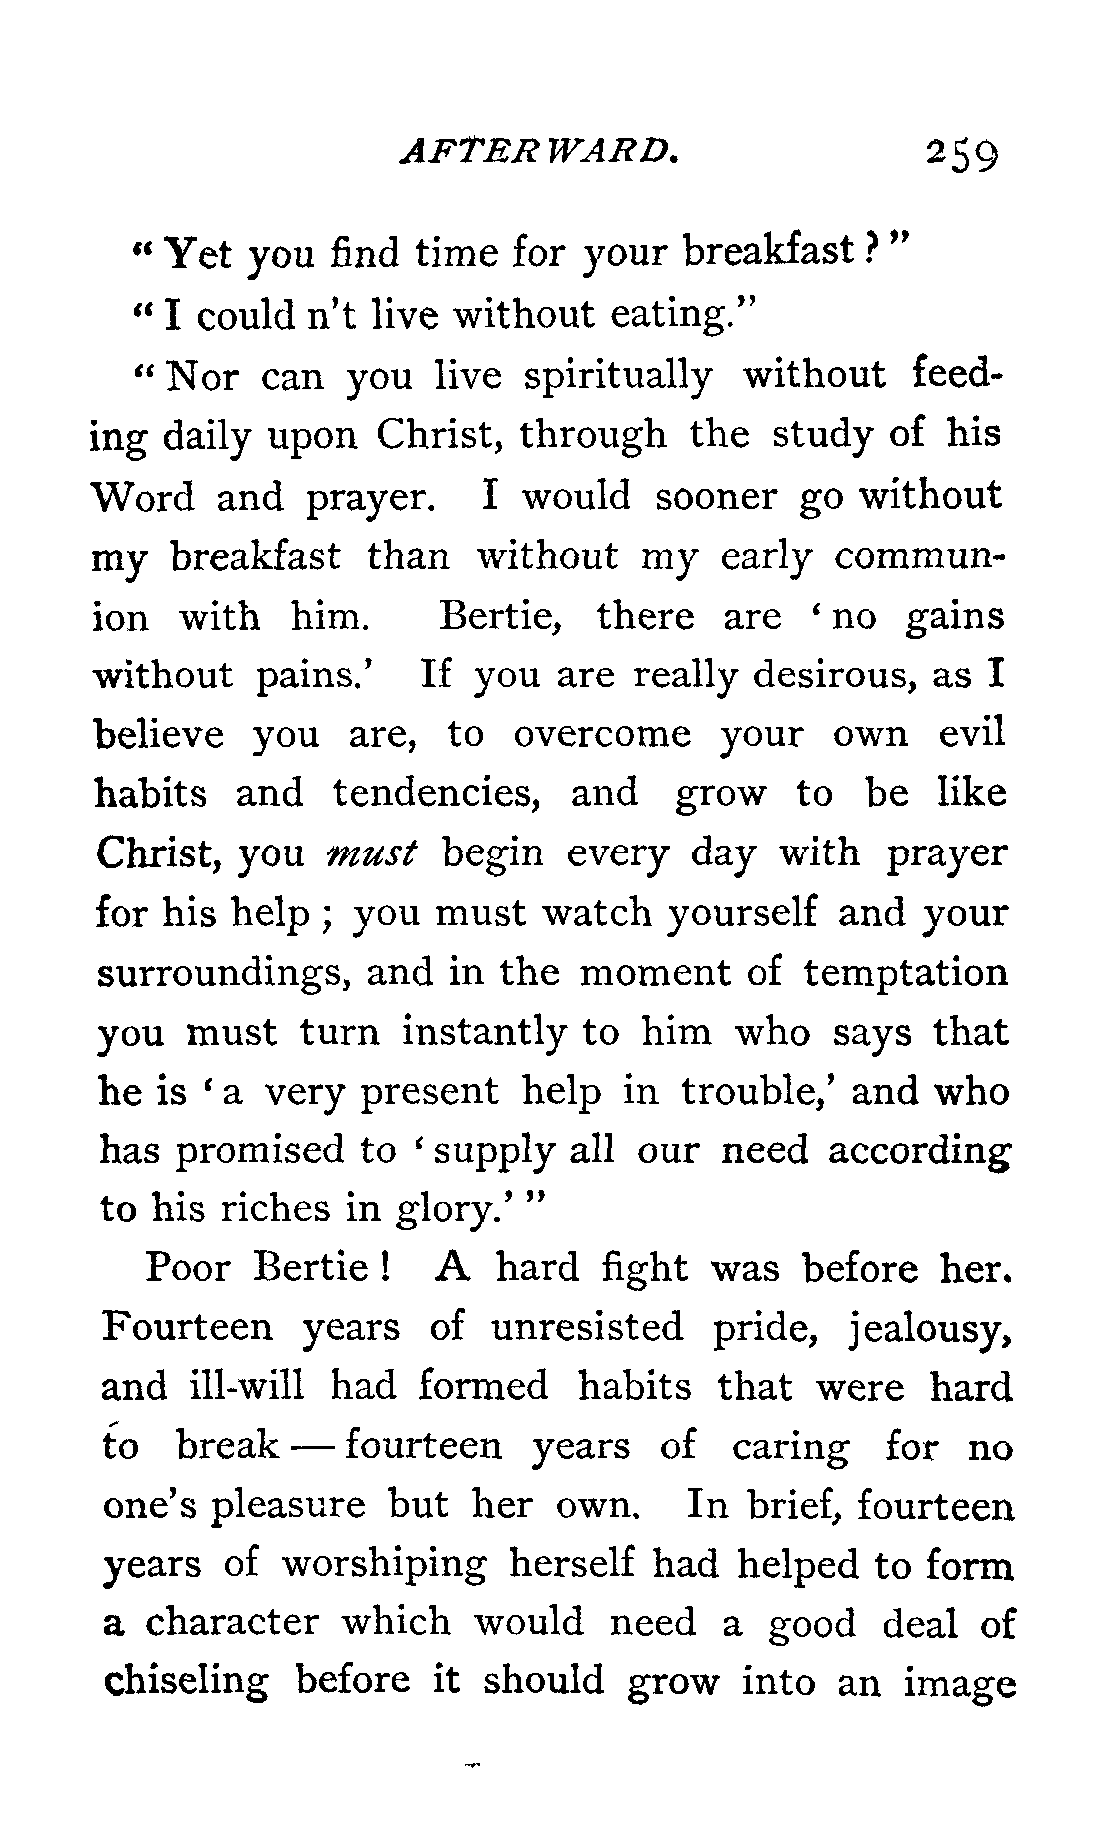 AFTERWARD. 259
" Yet you find time for your breakfast ? "
" I could n't live without eating."
" Nor can you live spiritually without feed-
ing daily upon Christ, through the study of his
Word and prayer. I would sooner go without
my breakfast than without my early commun-
ion with him. Bertie, there are ' no gains
without pains.' If you are really desirous, as I
believe you are, to overcome your own evil
habits and tendencies, and grow to be like
Christ, you must begin every day with prayer
for his help ; you must watch yourself and your
surroundings, and in the moment of temptation
you must turn instantly to him who says that
he is ' a very present help in trouble,' and who
has promised to ' supply all our need according
to his riches in glory.' "
Poor Bertie ! A hard fight was before her.
Fourteen years of unresisted pride, jealousy,
and ill-will had formed habits that were hard
to break — fourteen years of caring for no
one's pleasure but her own. In brief, fourteen
years of worshiping herself had helped to form
a character which would need a good deal of
chiseling before it should grow into an image